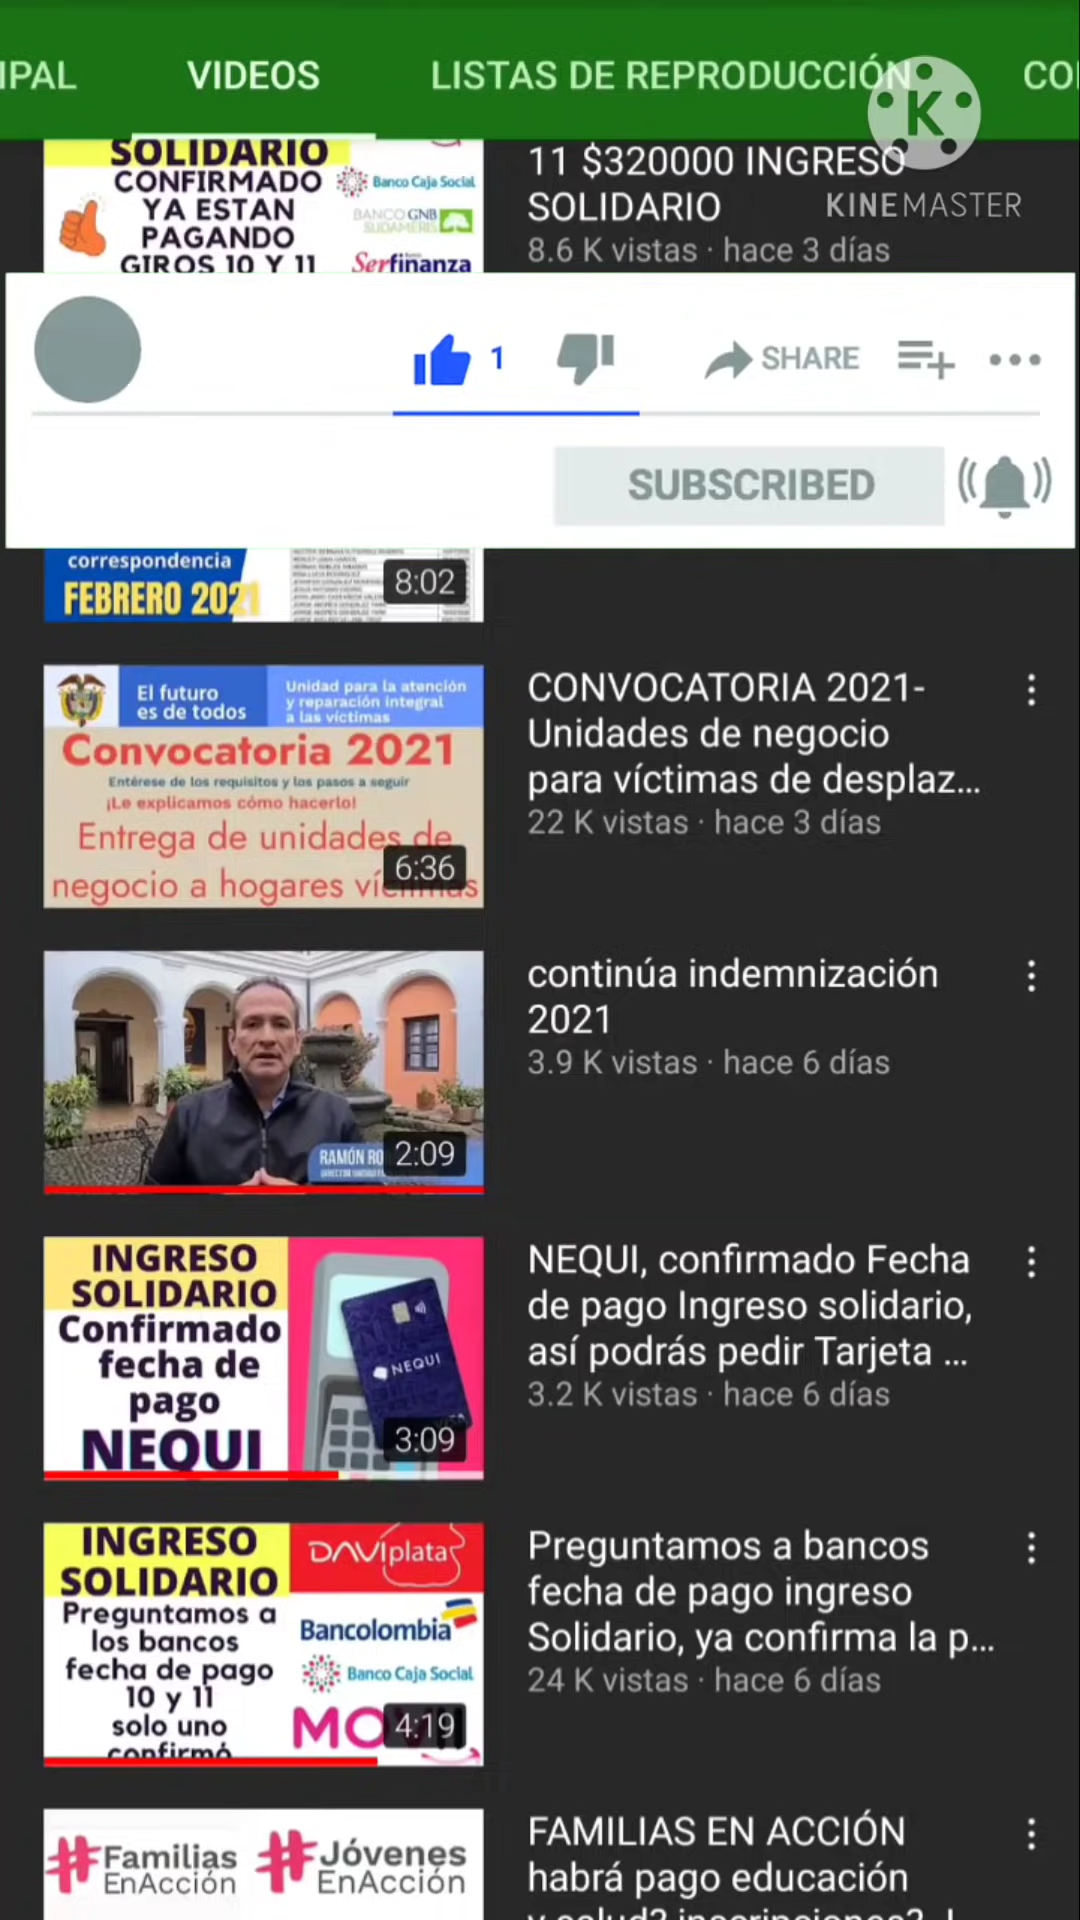 IPAL
VIDEOS
LISTAS DE REPRODUCCIÓN
K
KINEMASTER
SOLIDARIO
CONFIRMADO
YA ESTAN
PAGANDO
GIROS 10 Y 11
Banco Caja Social
BANCO GNB
SUDAMERIS
Serfinanza
11 $320000 INGRESO
SOLIDARIO
8.6 K vistas · hace 3 días
1
SHARE
SUBSCRIBED
correspondencia
FEBRERO 2021
8:02
El futuro
es de todos
Unidad para la atención
y reparación integral
a las víctimas
Convocatoria 2021
Entérese de los requisitos y los pasos a seguir
¡Le explicamos cómo hacerlo!
Entrega de unidades de
negocio a hogares víctimas
6:36
CONVOCATORIA 2021-
Unidades de negocio
para víctimas de desplaz...
22 K vistas · hace 3 días
RAMÓN RO
2:09
continúa indemnización
2021
3.9 K vistas · hace 6 días
INGRESO
SOLIDARIO
Confirmado
fecha de
pago
NEQUI
NEQUI
3:09
NEQUI, confirmado Fecha
de pago Ingreso solidario,
así podrás pedir Tarjeta ...
3.2 K vistas · hace 6 días
INGRESO
SOLIDARIO
Preguntamos a
los bancos
fecha de pago
10 y 11
solo uno
confirmó
DAVIplata
Bancolombia
Banco Caja Social
4:19
Preguntamos a bancos
fecha de pago ingreso
Solidario, ya confirma la p...
24 K vistas · hace 6 días
#Familias
EnAcción
#Jóvenes
EnAcción
FAMILIAS EN ACCIÓN
habrá pago educación